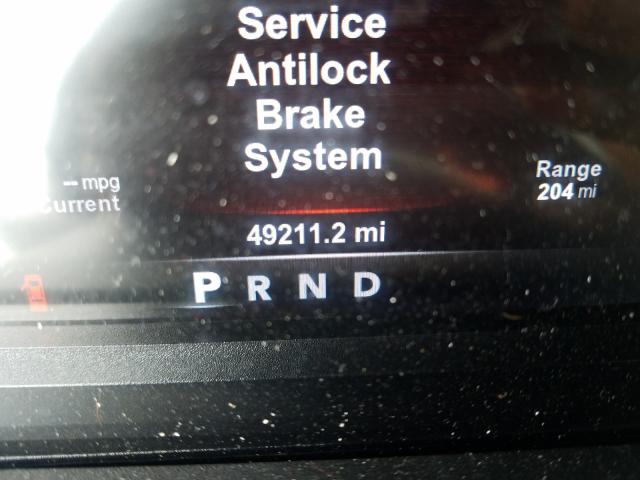 Service
Antilock
Brake
System
-- mpg
Current
Range
204 mi
49211.2 mi
P R N D